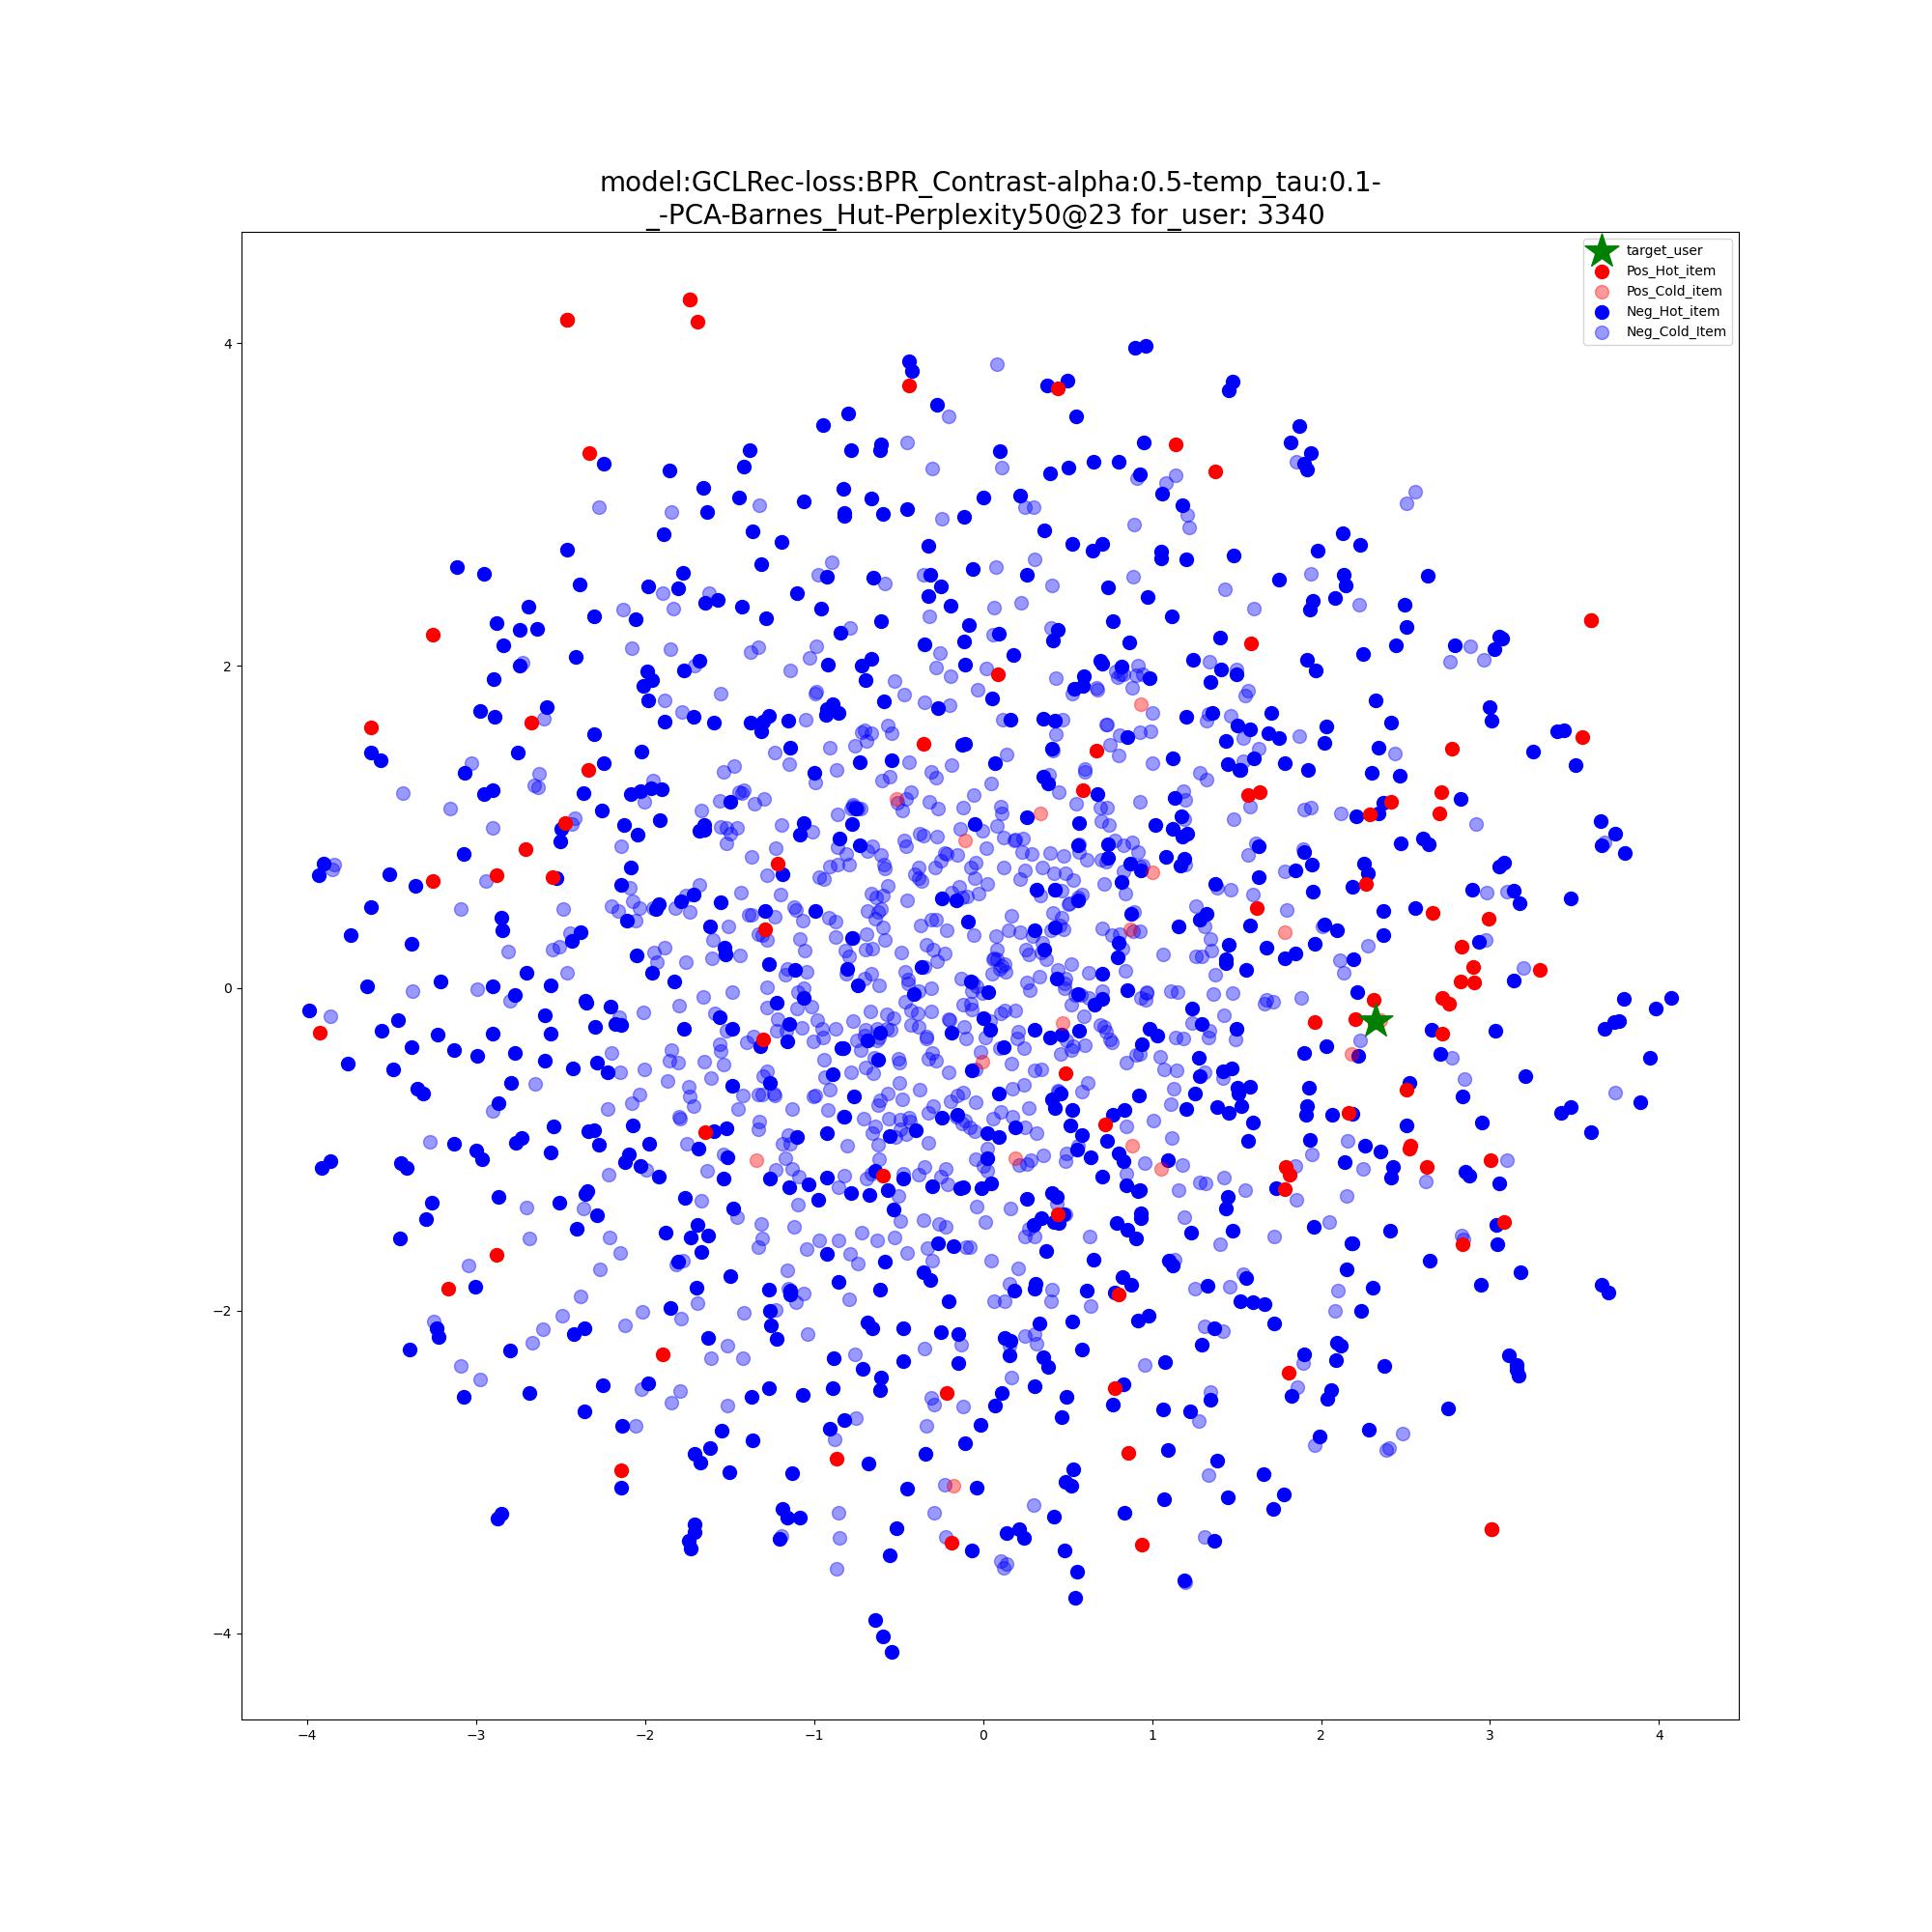 model:GCLRec-loss:BPR_Contrast-alpha:0.5-temp_tau:0.1-
_-PCA-Barnes_Hut-Perplexity50@23 for_user: 3340
target_user
Pos_Hot_item
Pos_Cold_item
Neg_Hot_item
Neg_Cold_Item
4
2
0
−2
−4
−4 −3 −2 −1 0 1 2 3 4